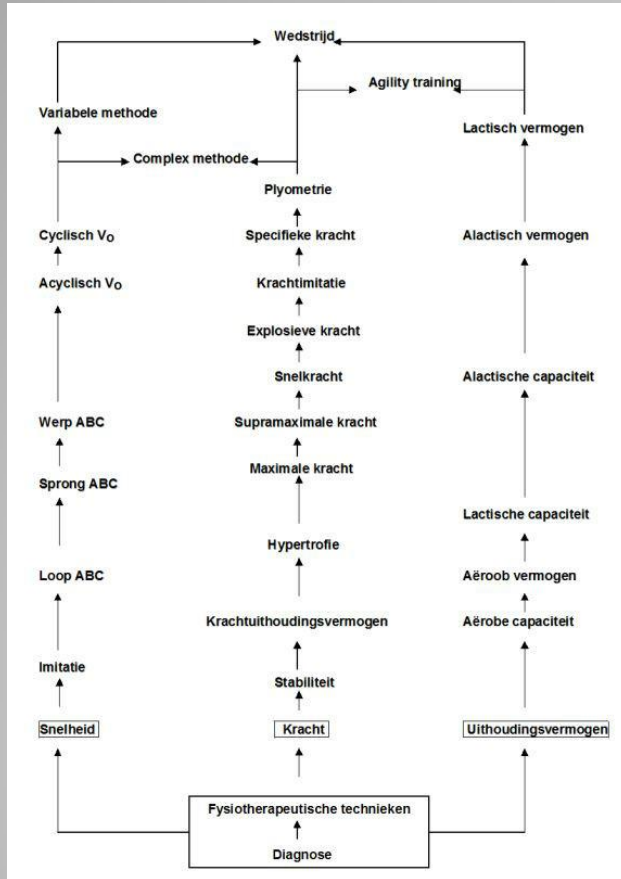 Wedstrijd
Agility training
Variabele methode
Lactisch vermogen
Complex methode
Plyometrie
Cyclisch VO
Specifieke kracht
Alactisch vermogen
Acyclisch VO
Krachtimitatie
Explosieve kracht
Snelkracht
Alactische capaciteit
Werp ABC
Supramaximale kracht
Maximale kracht
Sprong ABC
Lactische capaciteit
Hypertrofie
Loop ABC
Aëroob vermogen
Krachtuithoudingsvermogen
Aërobe capaciteit
Imitatie
Stabiliteit
Snelheid
Kracht
Uithoudingsvermogen
Fysiotherapeutische technieken
Diagnose